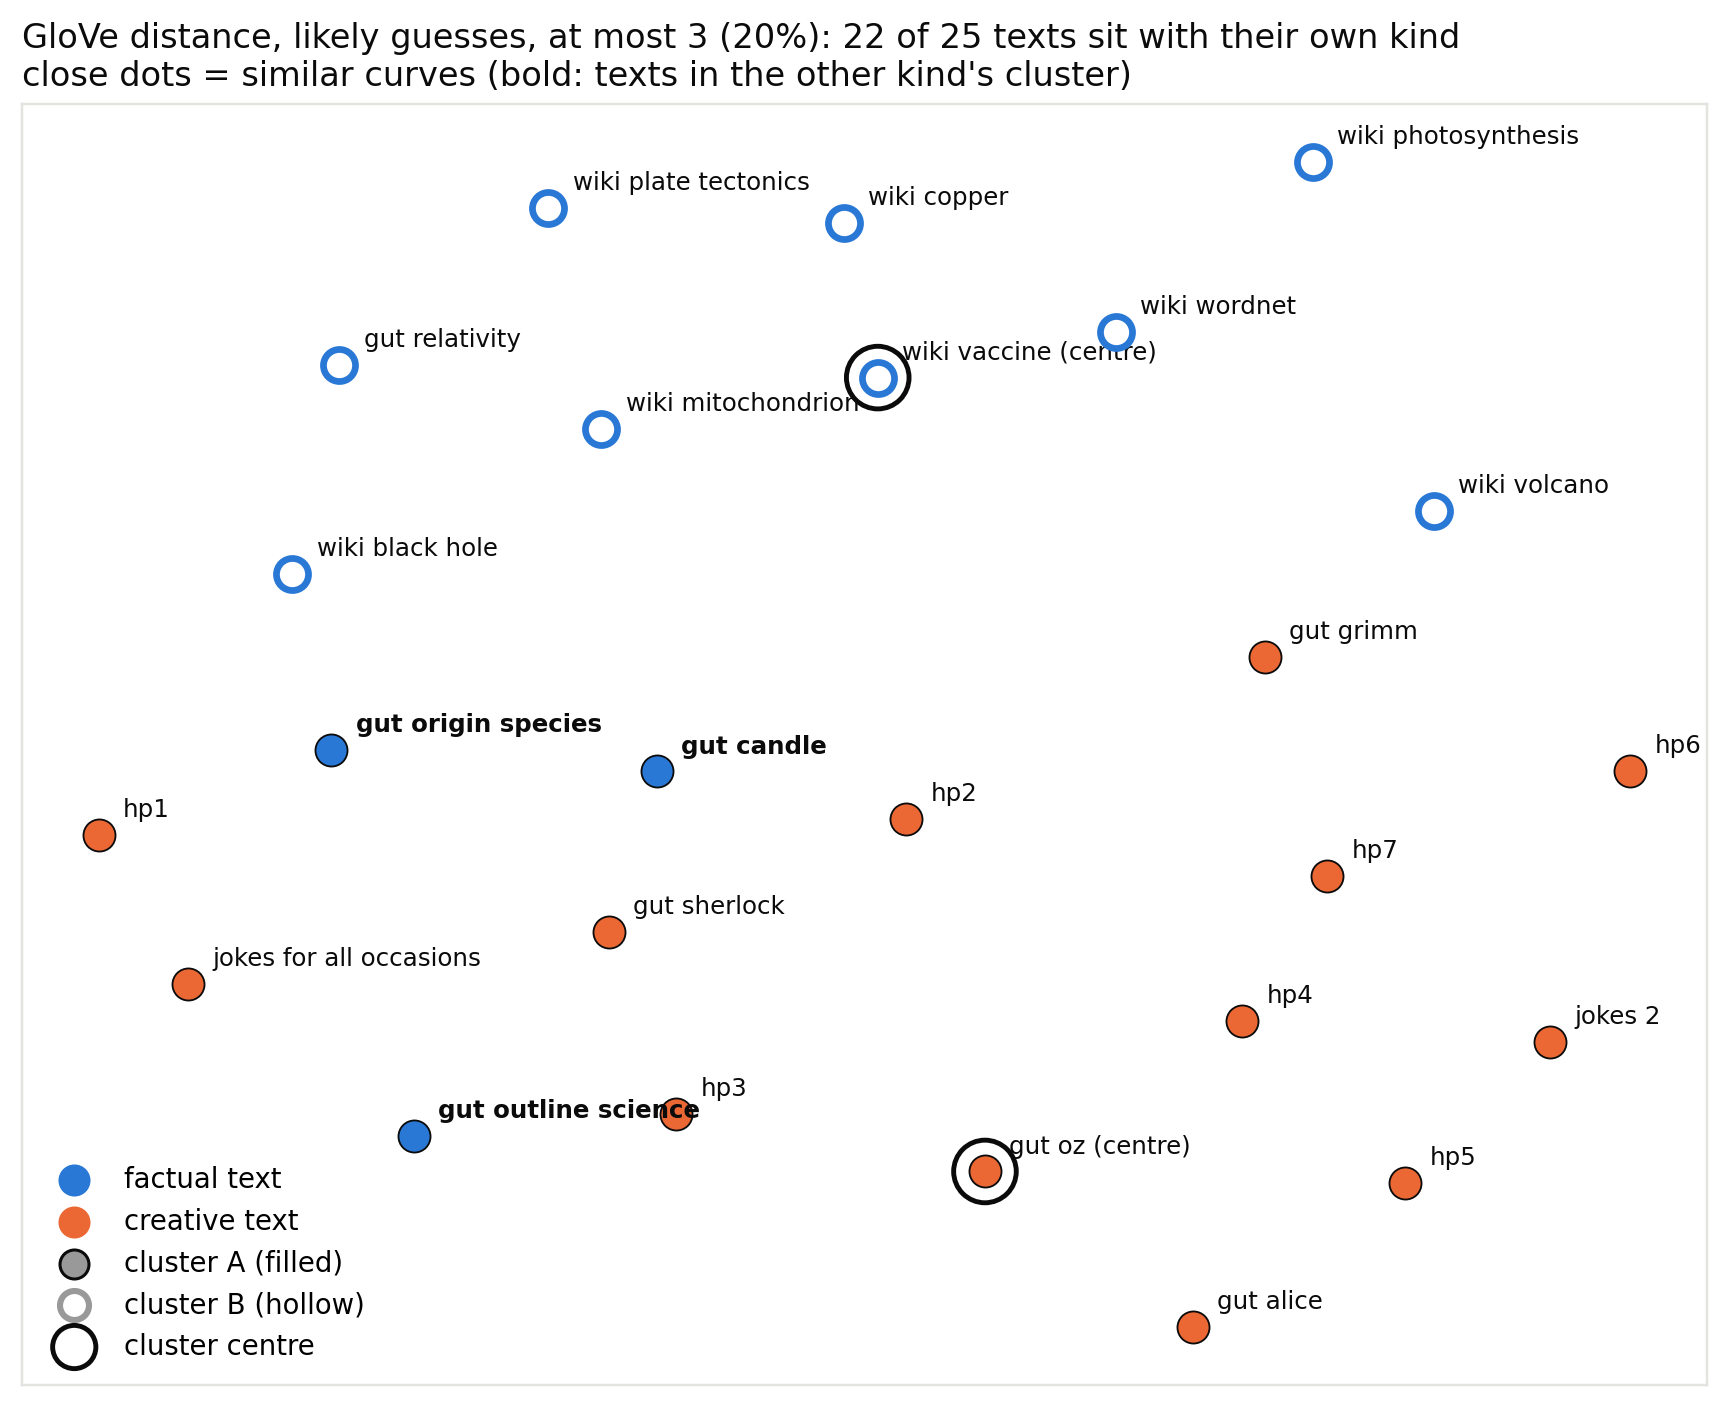 GloVe distance, likely guesses, at most 3 (20%): 22 of 25 texts sit with their own kind
close dots = similar curves (bold: texts in the other kind's cluster)
wiki photosynthesis
wiki plate tectonics
wiki copper
wiki wordnet
gut relativity
wiki vaccine (centre)
wiki mitochondrion
wiki volcano
wiki black hole
gut grimm
gut origin species
gut candle
hp6
hp2
hp1
hp7
gut sherlock
jokes for all occasions
hp4
jokes 2
hp3
gut outline science
gut oz (centre)
hp5
gut alice
factual text
creative text
cluster A (filled)
cluster B (hollow)
cluster centre